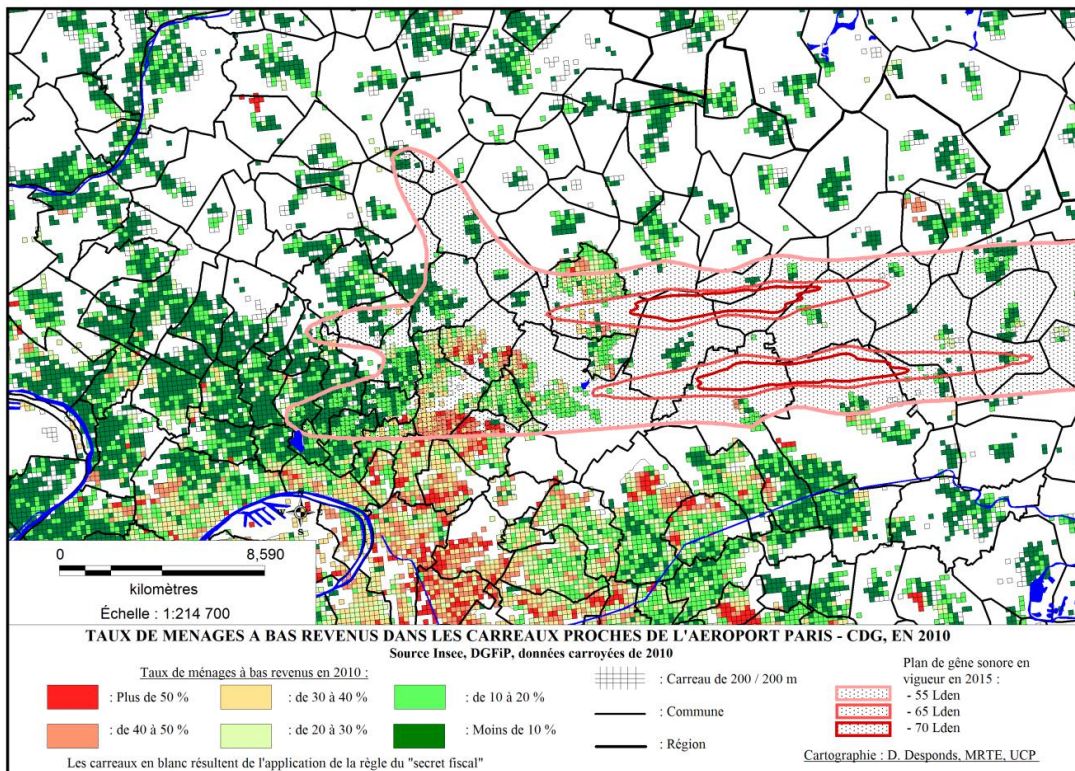 0 8,590
kilomètres
Échelle : 1:214 700
TAUX DE MENAGES A BAS REVENUS DANS LES CARREAUX PROCHES DE L'AEROPORT PARIS - CDG, EN 2010
Source Insee, DGFiP, données carroyées de 2010
Taux de ménages à bas revenus en 2010 :
: Plus de 50 %
: de 30 à 40 %
: de 10 à 20 %
: de 40 à 50 %
: de 20 à 30 %
: Moins de 10 %
Les carreaux en blanc résultent de l'application de la règle du "secret fiscal"
: Carreau de 200 / 200 m
: Commune
: Région
Plan de gêne sonore en
vigueur en 2015 :
- 55 Lden
- 65 Lden
- 70 Lden
Cartographie : D. Desponds, MRTE, UCP